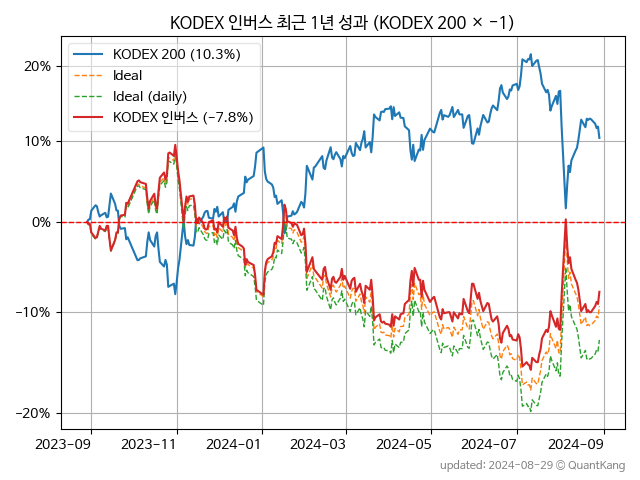 KODEX 인버스 최근 1년 성과 (KODEX 200 × −1)
KODEX 200 (10.3%)
Ideal
Ideal (daily)
KODEX 인버스 (−7.8%)
20%
10%
0%
−10%
−20%
2023-09 2023-11 2024-01 2024-03 2024-05 2024-07 2024-09
updated: 2024-08-29 © QuantKang